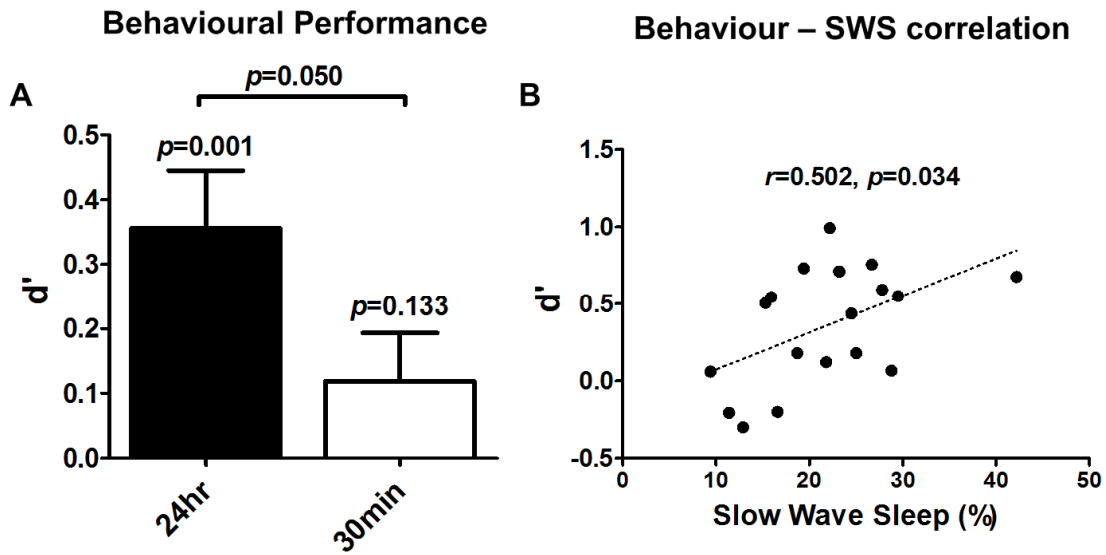 Behavioural Performance
A
p=0.050
p=0.001
p=0.133
0.5
0.4
0.3
0.2
0.1
0.0
d'
24hr
30min
Behaviour – SWS correlation
B
r=0.502, p=0.034
1.5
1.0
0.5
0.0
-0.5
d'
0 10 20 30 40 50
Slow Wave Sleep (%)